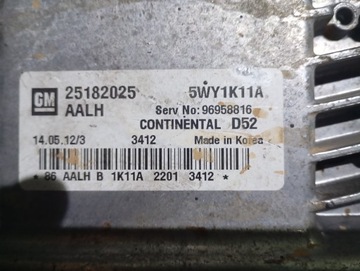 GM 25182025 5WY1K11A
AALH Serv No:96958816
CONTINENTAL D52
14.05.12/3 3412 Made in Korea
* 86 AALH B 1K11A 2201 3412 *